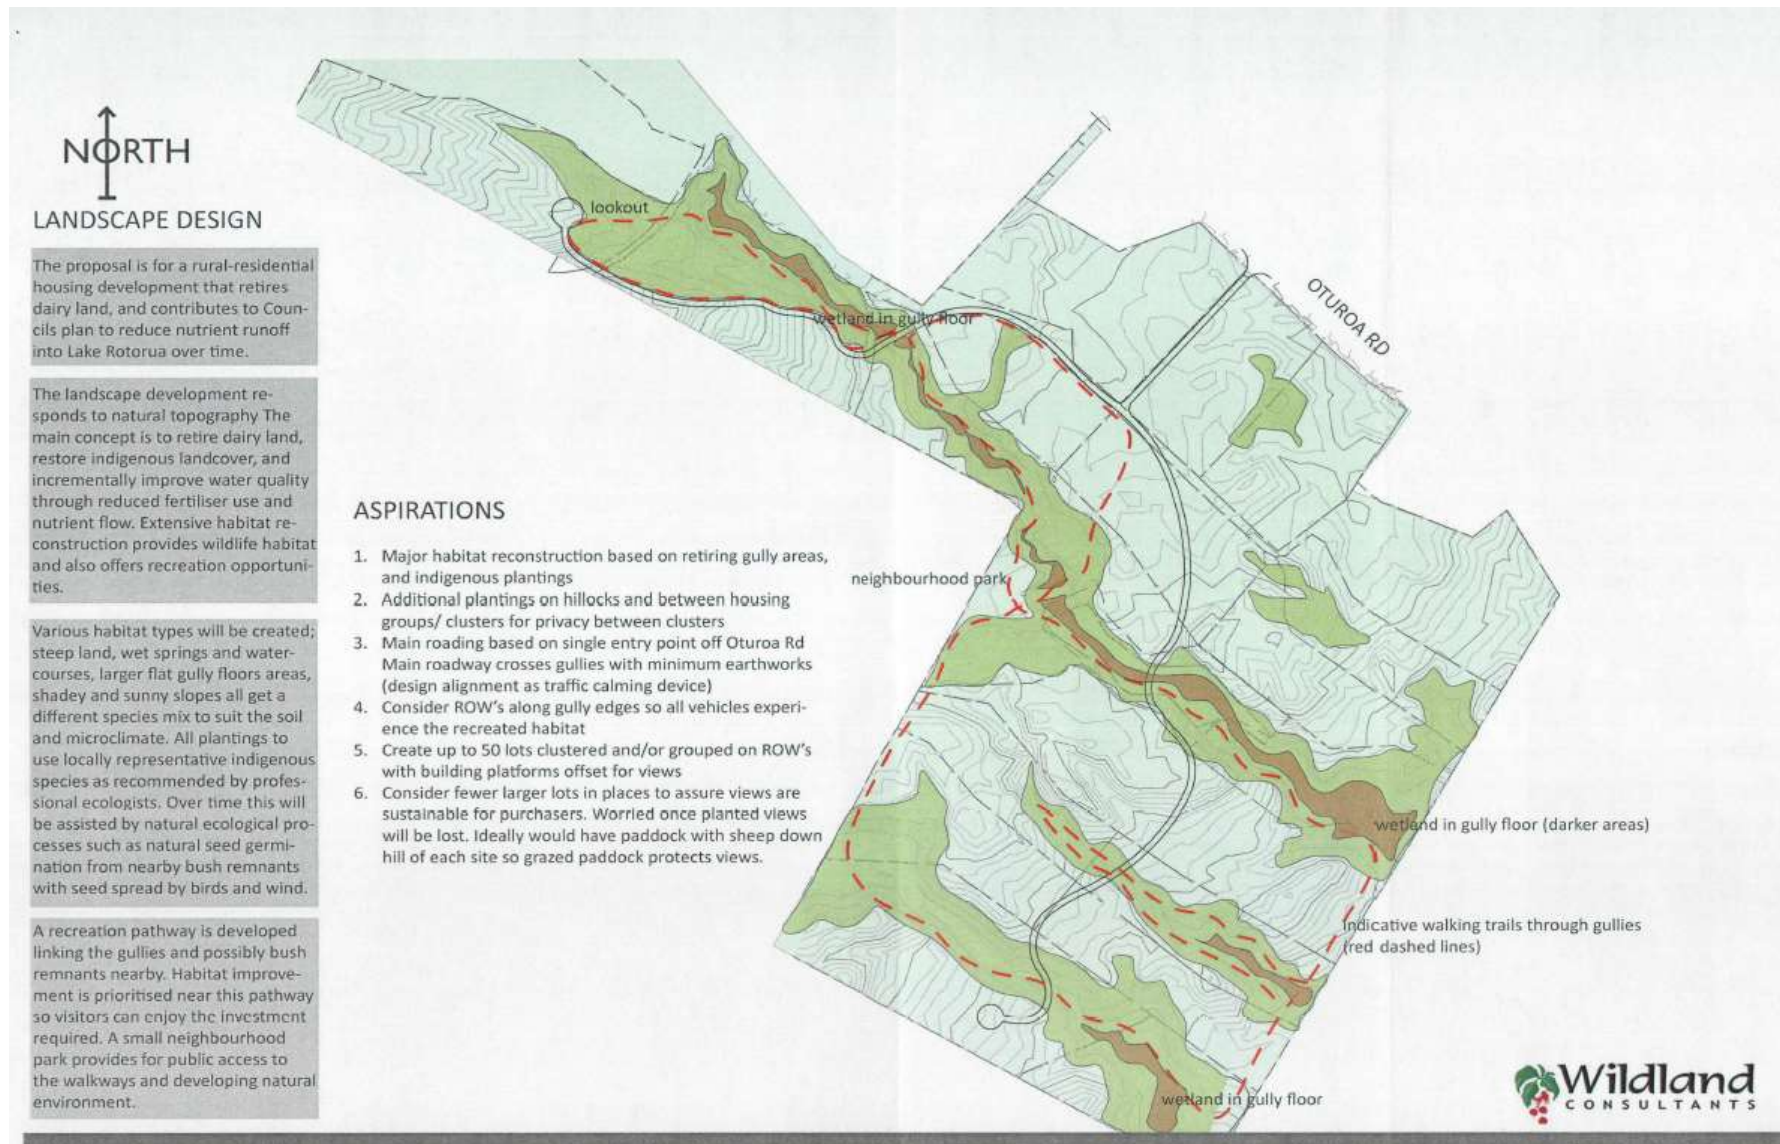 NORTH
LANDSCAPE DESIGN
The proposal is for a rural-residential
housing development that retires
dairy land, and contributes to Coun-
cils plan to reduce nutrient runoff
into Lake Rotorua over time.
The landscape development re-
sponds to natural topography The
main concept is to retire dairy land,
restore indigenous landcover, and
incrementally improve water quality
through reduced fertiliser use and
nutrient flow. Extensive habitat re-
construction provides wildlife habitat
and also offers recreation opportuni-
ties.
Various habitat types will be created;
steep land, wet springs and water-
courses, larger flat gully floors areas,
shadey and sunny slopes all get a
different species mix to suit the soil
and microclimate. All plantings to
use locally representative indigenous
species as recommended by profes-
sional ecologists. Over time this will
be assisted by natural ecological pro-
cesses such as natural seed germi-
nation from nearby bush remnants
with seed spread by birds and wind.
A recreation pathway is developed
linking the gullies and possibly bush
remnants nearby. Habitat improve-
ment is prioritised near this pathway
so visitors can enjoy the investment
required. A small neighbourhood
park provides for public access to
the walkways and developing natural
environment.
ASPIRATIONS
1. Major habitat reconstruction based on retiring gully areas,
and indigenous plantings
2. Additional plantings on hillocks and between housing
groups/ clusters for privacy between clusters
3. Main roading based on single entry point off Oturoa Rd
Main roadway crosses gullies with minimum earthworks
(design alignment as traffic calming device)
4. Consider ROW's along gully edges so all vehicles experi-
ence the recreated habitat
5. Create up to 50 lots clustered and/or grouped on ROW's
with building platforms offset for views
6. Consider fewer larger lots in places to assure views are
sustainable for purchasers. Worried once planted views
will be lost. Ideally would have paddock with sheep down
hill of each site so grazed paddock protects views.
lookout
wetland in gully floor
OTUROA RD
neighbourhood park
wetland in gully floor (darker areas)
Indicative walking trails through gullies
(red dashed lines)
wetland in gully floor
Wildland
CONSULTANTS